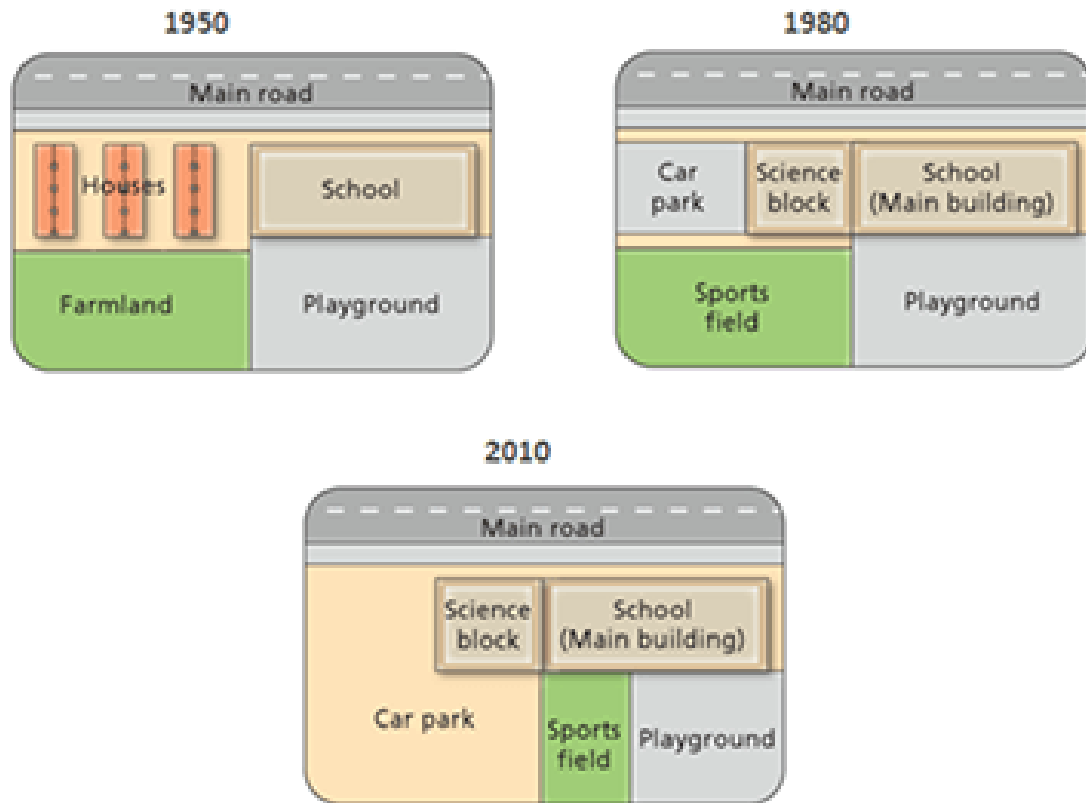 1950
Main road
Houses
School
Farmland
Playground
1980
Main road
Car
park
Science
block
School
(Main building)
Sports
field
Playground
2010
Main road
Science
block
School
(Main building)
Car park
Sports
field
Playground